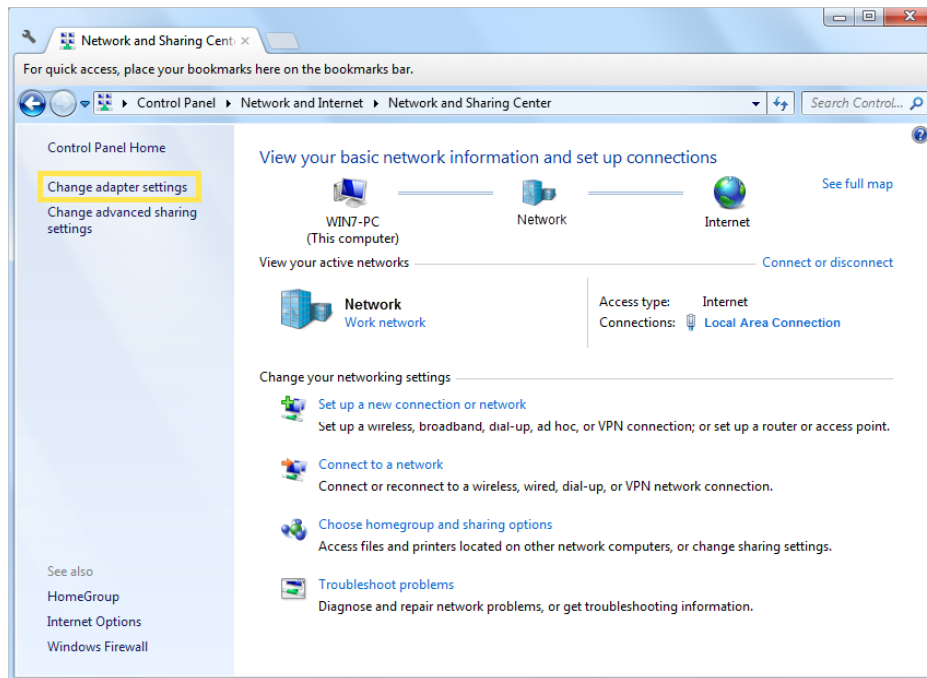 Network and Sharing Cent
For quick access, place your bookmarks here on the bookmarks bar.
Control Panel Network and Internet Network and Sharing Center
Search Control...
Control Panel Home
Change adapter settings
Change advanced sharing
settings
View your basic network information and set up connections
See full map
WIN7-PC
(This computer)
Network
Internet
View your active networks
Connect or disconnect
Network
Work network
Access type: Internet
Connections: Local Area Connection
Change your networking settings
Set up a new connection or network
Set up a wireless, broadband, dial-up, ad hoc, or VPN connection; or set up a router or access point.
Connect to a network
Connect or reconnect to a wireless, wired, dial-up, or VPN network connection.
Choose homegroup and sharing options
Access files and printers located on other network computers, or change sharing settings.
Troubleshoot problems
Diagnose and repair network problems, or get troubleshooting information.
See also
HomeGroup
Internet Options
Windows Firewall